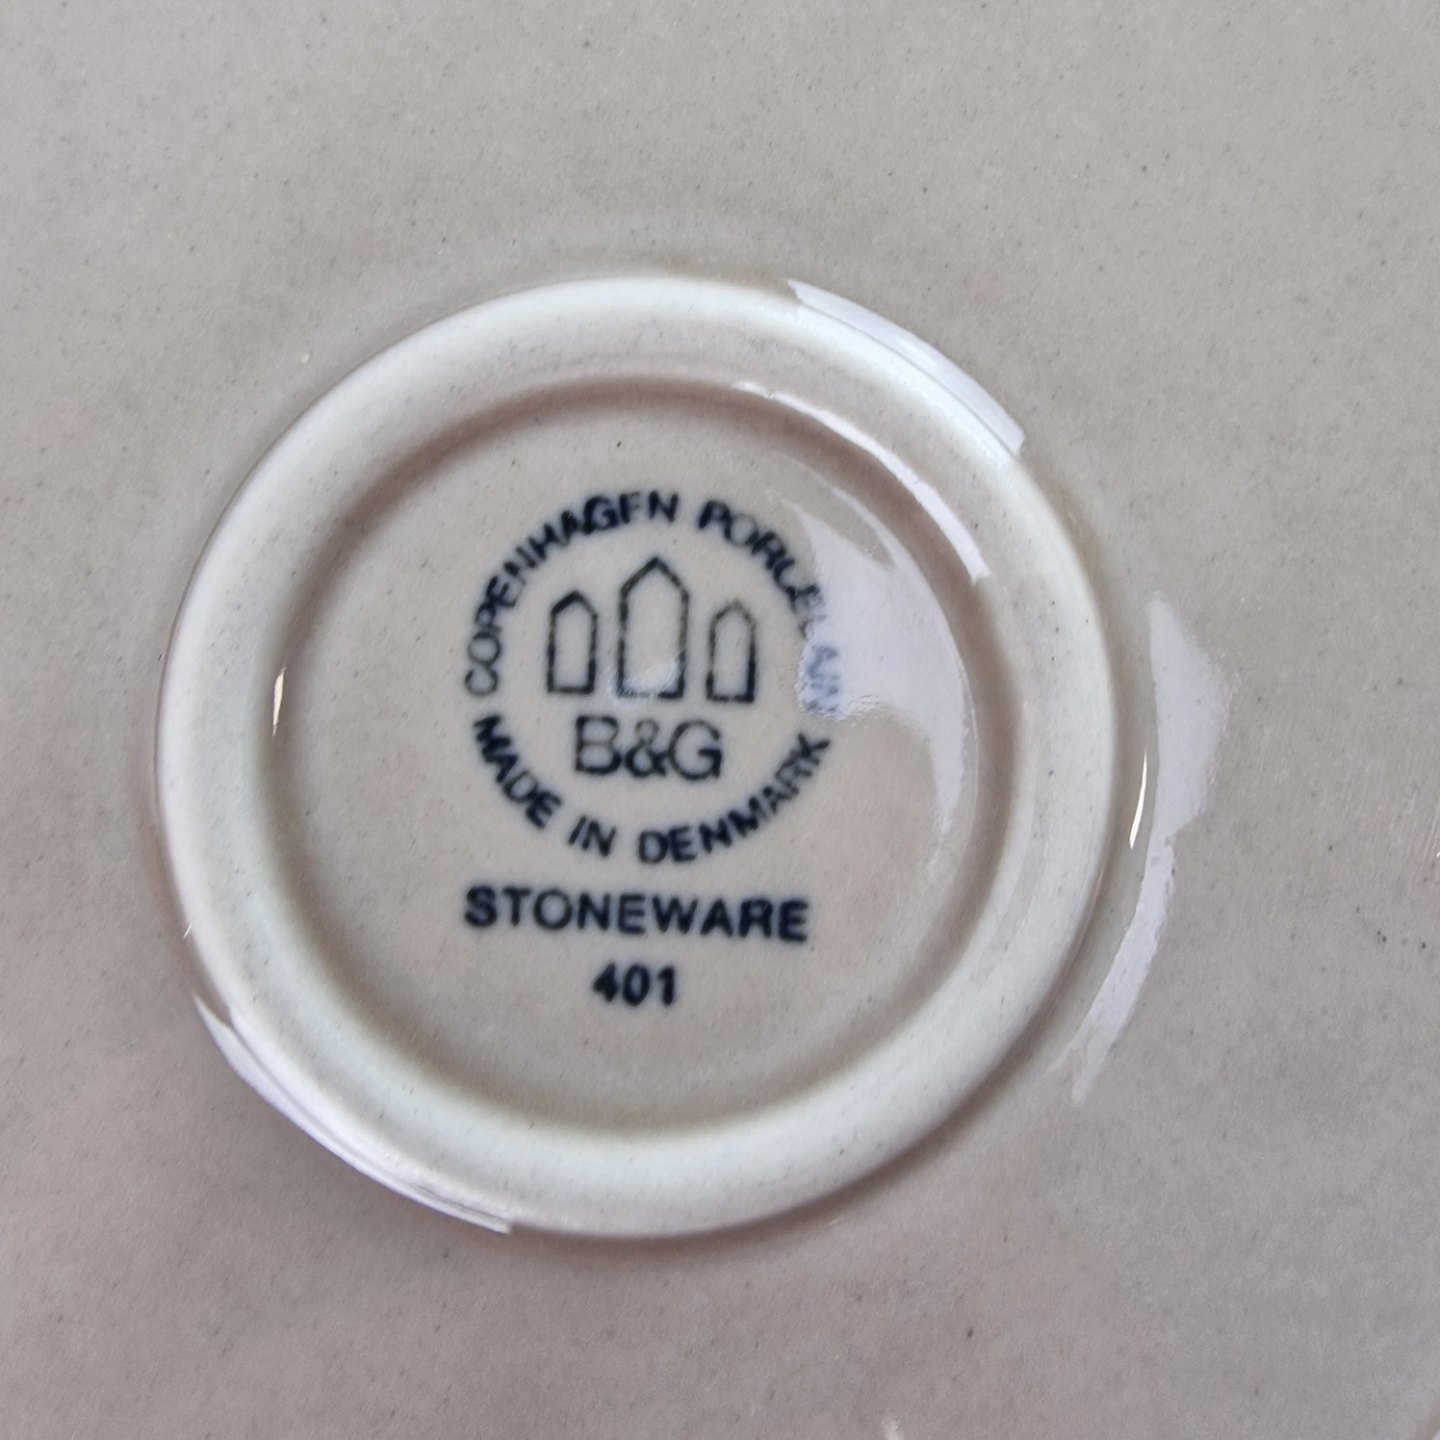 COPENHAGEN PORCELAIN
B&G
MADE IN DENMARK
STONEWARE
401